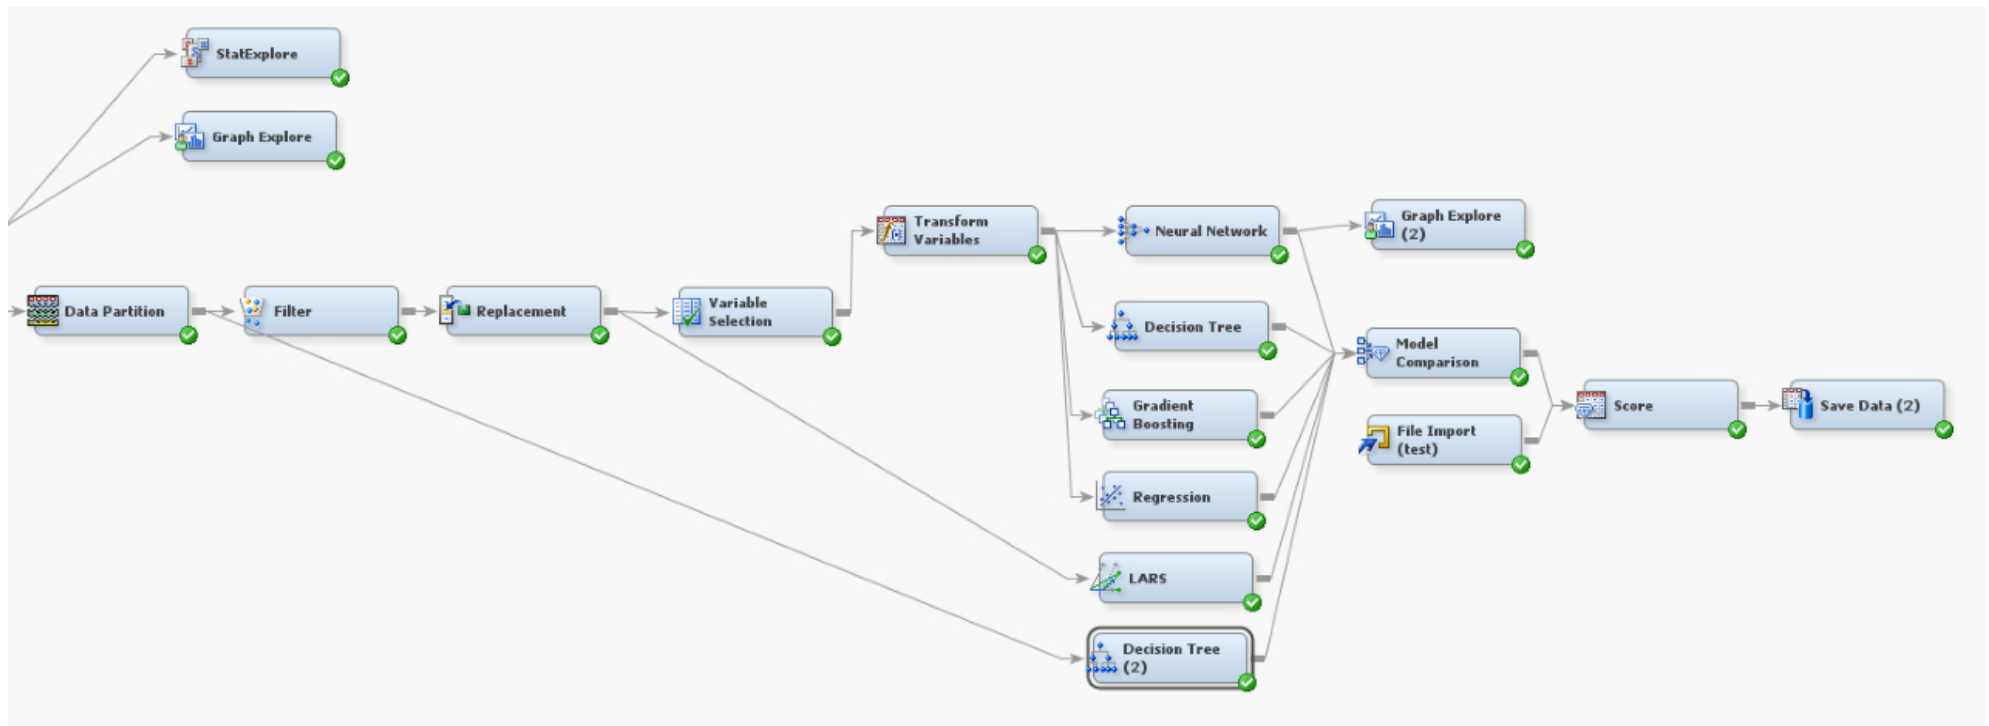 StatExplore
Graph Explore
Transform
Variables
Neural Network
Graph Explore
(2)
Data Partition
Filter
Replacement
Variable
Selection
Decision Tree
Model
Comparison
Gradient
Boosting
Score
Save Data (2)
File Import
(test)
Regression
LARS
Decision Tree
(2)